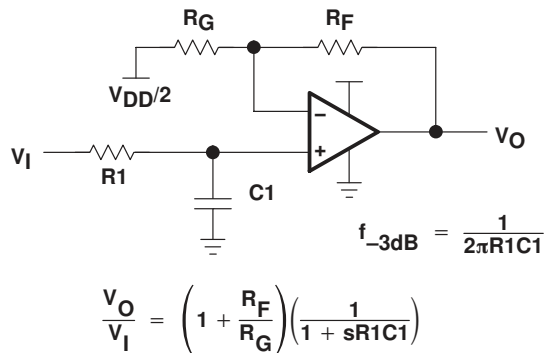 R_G R_F
V_DD/2
−
+
V_I
R1
C1
V_O
f_−3dB = 1/(2πR1C1)
V_O/V_I = (1 + R_F/R_G)(1/(1 + sR1C1))